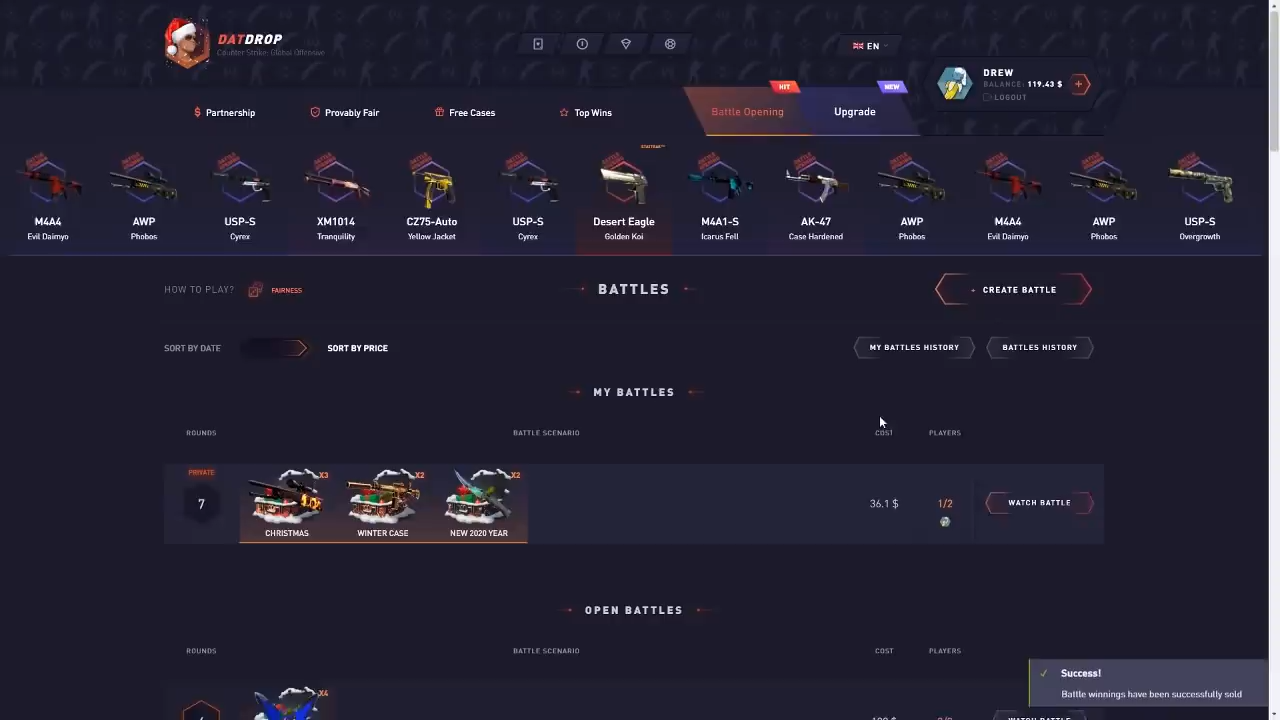 DATDROP
Counter Strike: Global Offensive
EN
DREW
BALANCE: 119.43 $
LOGOUT
HIT
NEW
Partnership
Provably Fair
Free Cases
Top Wins
Battle Opening
Upgrade
STATTRAK™
M4A4
AWP
USP-S
XM1014
CZ75-Auto
USP-S
Desert Eagle
M4A1-S
AK-47
AWP
M4A4
AWP
USP-S
Evil Daimyo
Phobos
Cyrex
Tranquility
Yellow Jacket
Cyrex
Golden Koi
Icarus Fell
Case Hardened
Phobos
Evil Daimyo
Phobos
Overgrowth
HOW TO PLAY?
FAIRNESS
BATTLES
+ CREATE BATTLE
SORT BY DATE
SORT BY PRICE
MY BATTLES HISTORY
BATTLES HISTORY
MY BATTLES
ROUNDS
BATTLE SCENARIO
COST
PLAYERS
PRIVATE
7
X3
X2
X2
CHRISTMAS
WINTER CASE
NEW 2020 YEAR
36.1 $
1/2
WATCH BATTLE
OPEN BATTLES
ROUNDS
BATTLE SCENARIO
COST
PLAYERS
X4
Success!
Battle winnings have been successfully sold